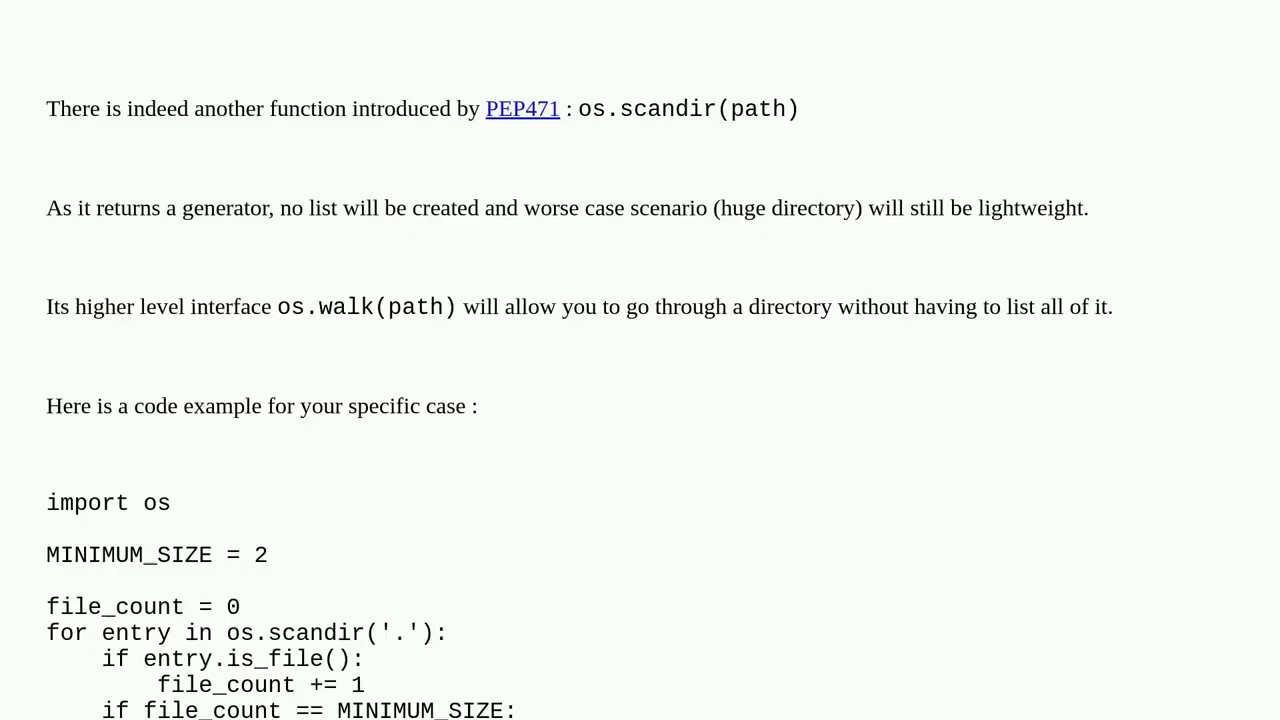 There is indeed another function introduced by PEP471 : os.scandir(path)
As it returns a generator, no list will be created and worse case scenario (huge directory) will still be lightweight.
Its higher level interface os.walk(path) will allow you to go through a directory without having to list all of it.
Here is a code example for your specific case :
import os
MINIMUM_SIZE = 2
file_count = 0
for entry in os.scandir('.'):
    if entry.is_file():
        file_count += 1
    if file_count == MINIMUM_SIZE: